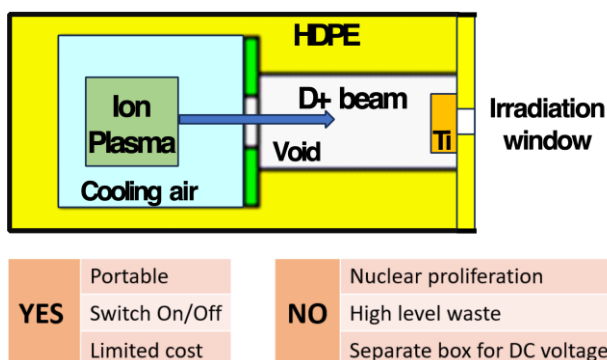 HDPE
Ion
Plasma
D+ beam
Ti
Irradiation
window
Void
Cooling air
YES
Portable
Switch On/Off
Limited cost
NO
Nuclear proliferation
High level waste
Separate box for DC voltage